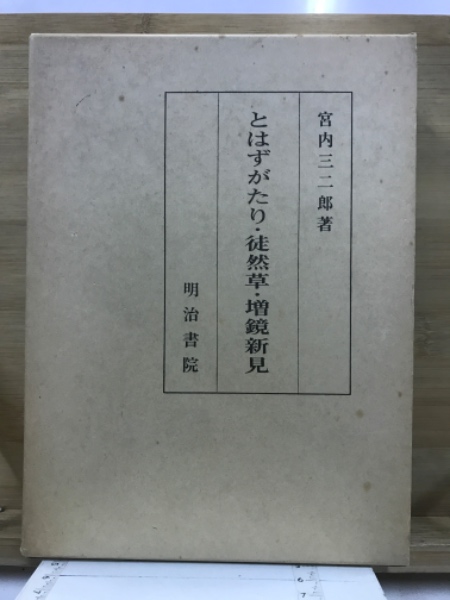 宮内三二郎著
とはずがたり・徒然草・増鏡新見
明治書院